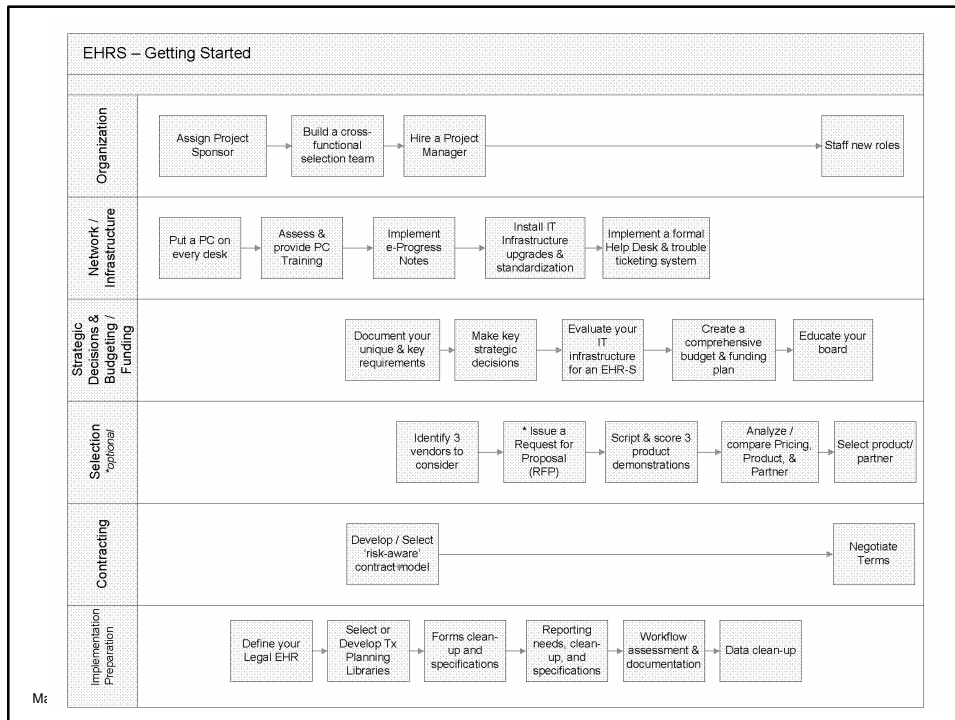 EHRS – Getting Started
Organization
Assign Project
Sponsor
Build a cross-
functional
selection team
Hire a Project
Manager
Staff new roles
Network /
Infrastructure
Put a PC on
every desk
Assess &
provide PC
Training
Implement
e-Progress
Notes
Install IT
Infrastructure
upgrades &
standardization
Implement a formal
Help Desk & trouble
ticketing system
Strategic
Decisions &
Budgeting /
Funding
Document your
unique & key
requirements
Make key
strategic
decisions
Evaluate your
IT
infrastructure
for an EHR-S
Create a
comprehensive
budget & funding
plan
Educate your
board
Selection
*optional
Identify 3
vendors to
consider
* Issue a
Request for
Proposal
(RFP)
Script & score 3
product
demonstrations
Analyze /
compare Pricing,
Product, &
Partner
Select product/
partner
Contracting
Develop / Select
'risk-aware'
contract model
Negotiate
Terms
Implementation
Preparation
Define your
Legal EHR
Select or
Develop Tx
Planning
Libraries
Forms clean-
up and
specifications
Reporting
needs, clean-
up, and
specifications
Workflow
assessment &
documentation
Data clean-up